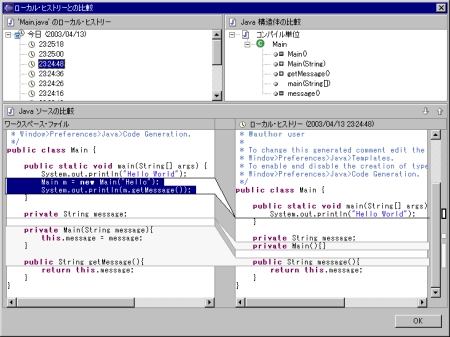 ローカル・ヒストリーとの比較
'Main.java' のローカル・ヒストリー
今日 (2003/04/13)
23:25:18
23:25:00
23:24:48
23:24:36
23:24:26
23:24:16
Java 構造体の比較
コンパイル単位
Main
Main()
Main(String)
getMessage()
main(String[])
message()
Java ソースの比較
ワークスペース・ファイル
* Window>Preferences>Java>Code Generation.
*/
public class Main {
public static void main(String[] args) {
System.out.println("Hello World");
Main m = new Main("Hello");
System.out.println(m.getMessage());
}
private String message;
private Main(String message){
this.message = message;
}
public String getMessage(){
return this.message;
}
}
ローカル・ヒストリー (2003/04/13 23:24:48)
* @author user
*
* To change this generated comment edit the
* Window>Preferences>Java>Templates.
* To enable and disable the creation of type
* Window>Preferences>Java>Code Generation.
*/
public class Main {
public static void main(String[] args)
System.out.println("Hello World");
}
private String message;
private Main(){}
public String message(){
return this.message;
}
}
OK